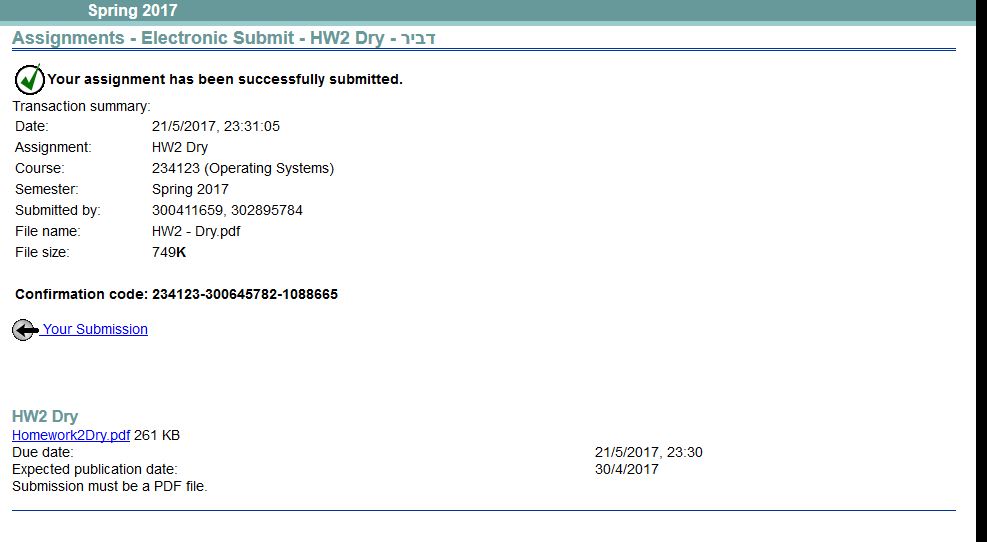 Spring 2017
Assignments - Electronic Submit - HW2 Dry - דביר
Your assignment has been successfully submitted.
Transaction summary:
Date: 21/5/2017, 23:31:05
Assignment: HW2 Dry
Course: 234123 (Operating Systems)
Semester: Spring 2017
Submitted by: 300411659, 302895784
File name: HW2 - Dry.pdf
File size: 749K
Confirmation code: 234123-300645782-1088665
Your Submission
HW2 Dry
Homework2Dry.pdf 261 KB
Due date: 21/5/2017, 23:30
Expected publication date: 30/4/2017
Submission must be a PDF file.